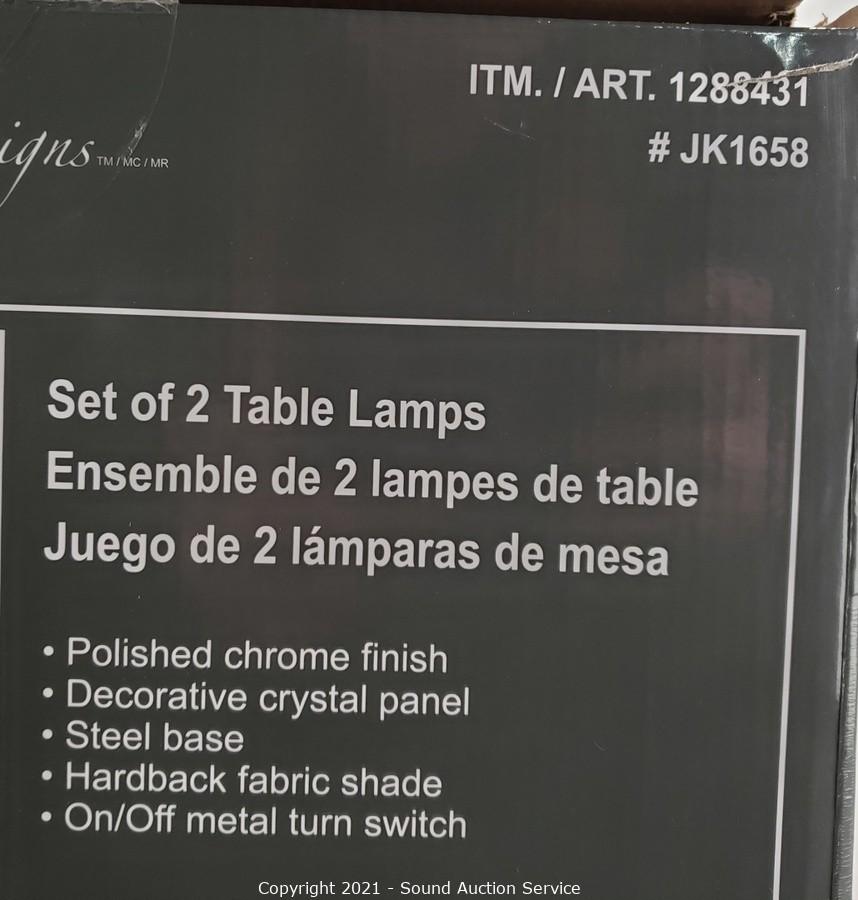 ITM. / ART. 1288431
# JK1658
TM / MC / MR
Set of 2 Table Lamps
Ensemble de 2 lampes de table
Juego de 2 lámparas de mesa
• Polished chrome finish
• Decorative crystal panel
• Steel base
• Hardback fabric shade
• On/Off metal turn switch
Copyright 2021 - Sound Auction Service